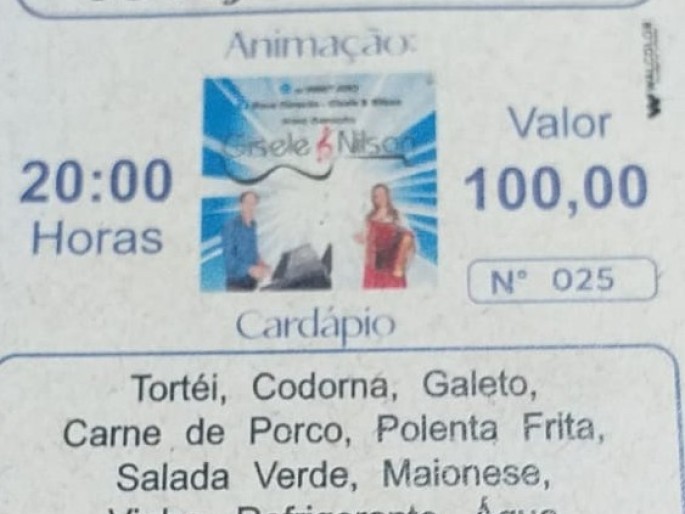 Animação:
Gisele Nilson
20:00
Horas
Valor
100,00
N° 025
WALCOLOR
Cardápio
Tortéi, Codorna, Galeto,
Carne de Porco, Polenta Frita,
Salada Verde, Maionese,